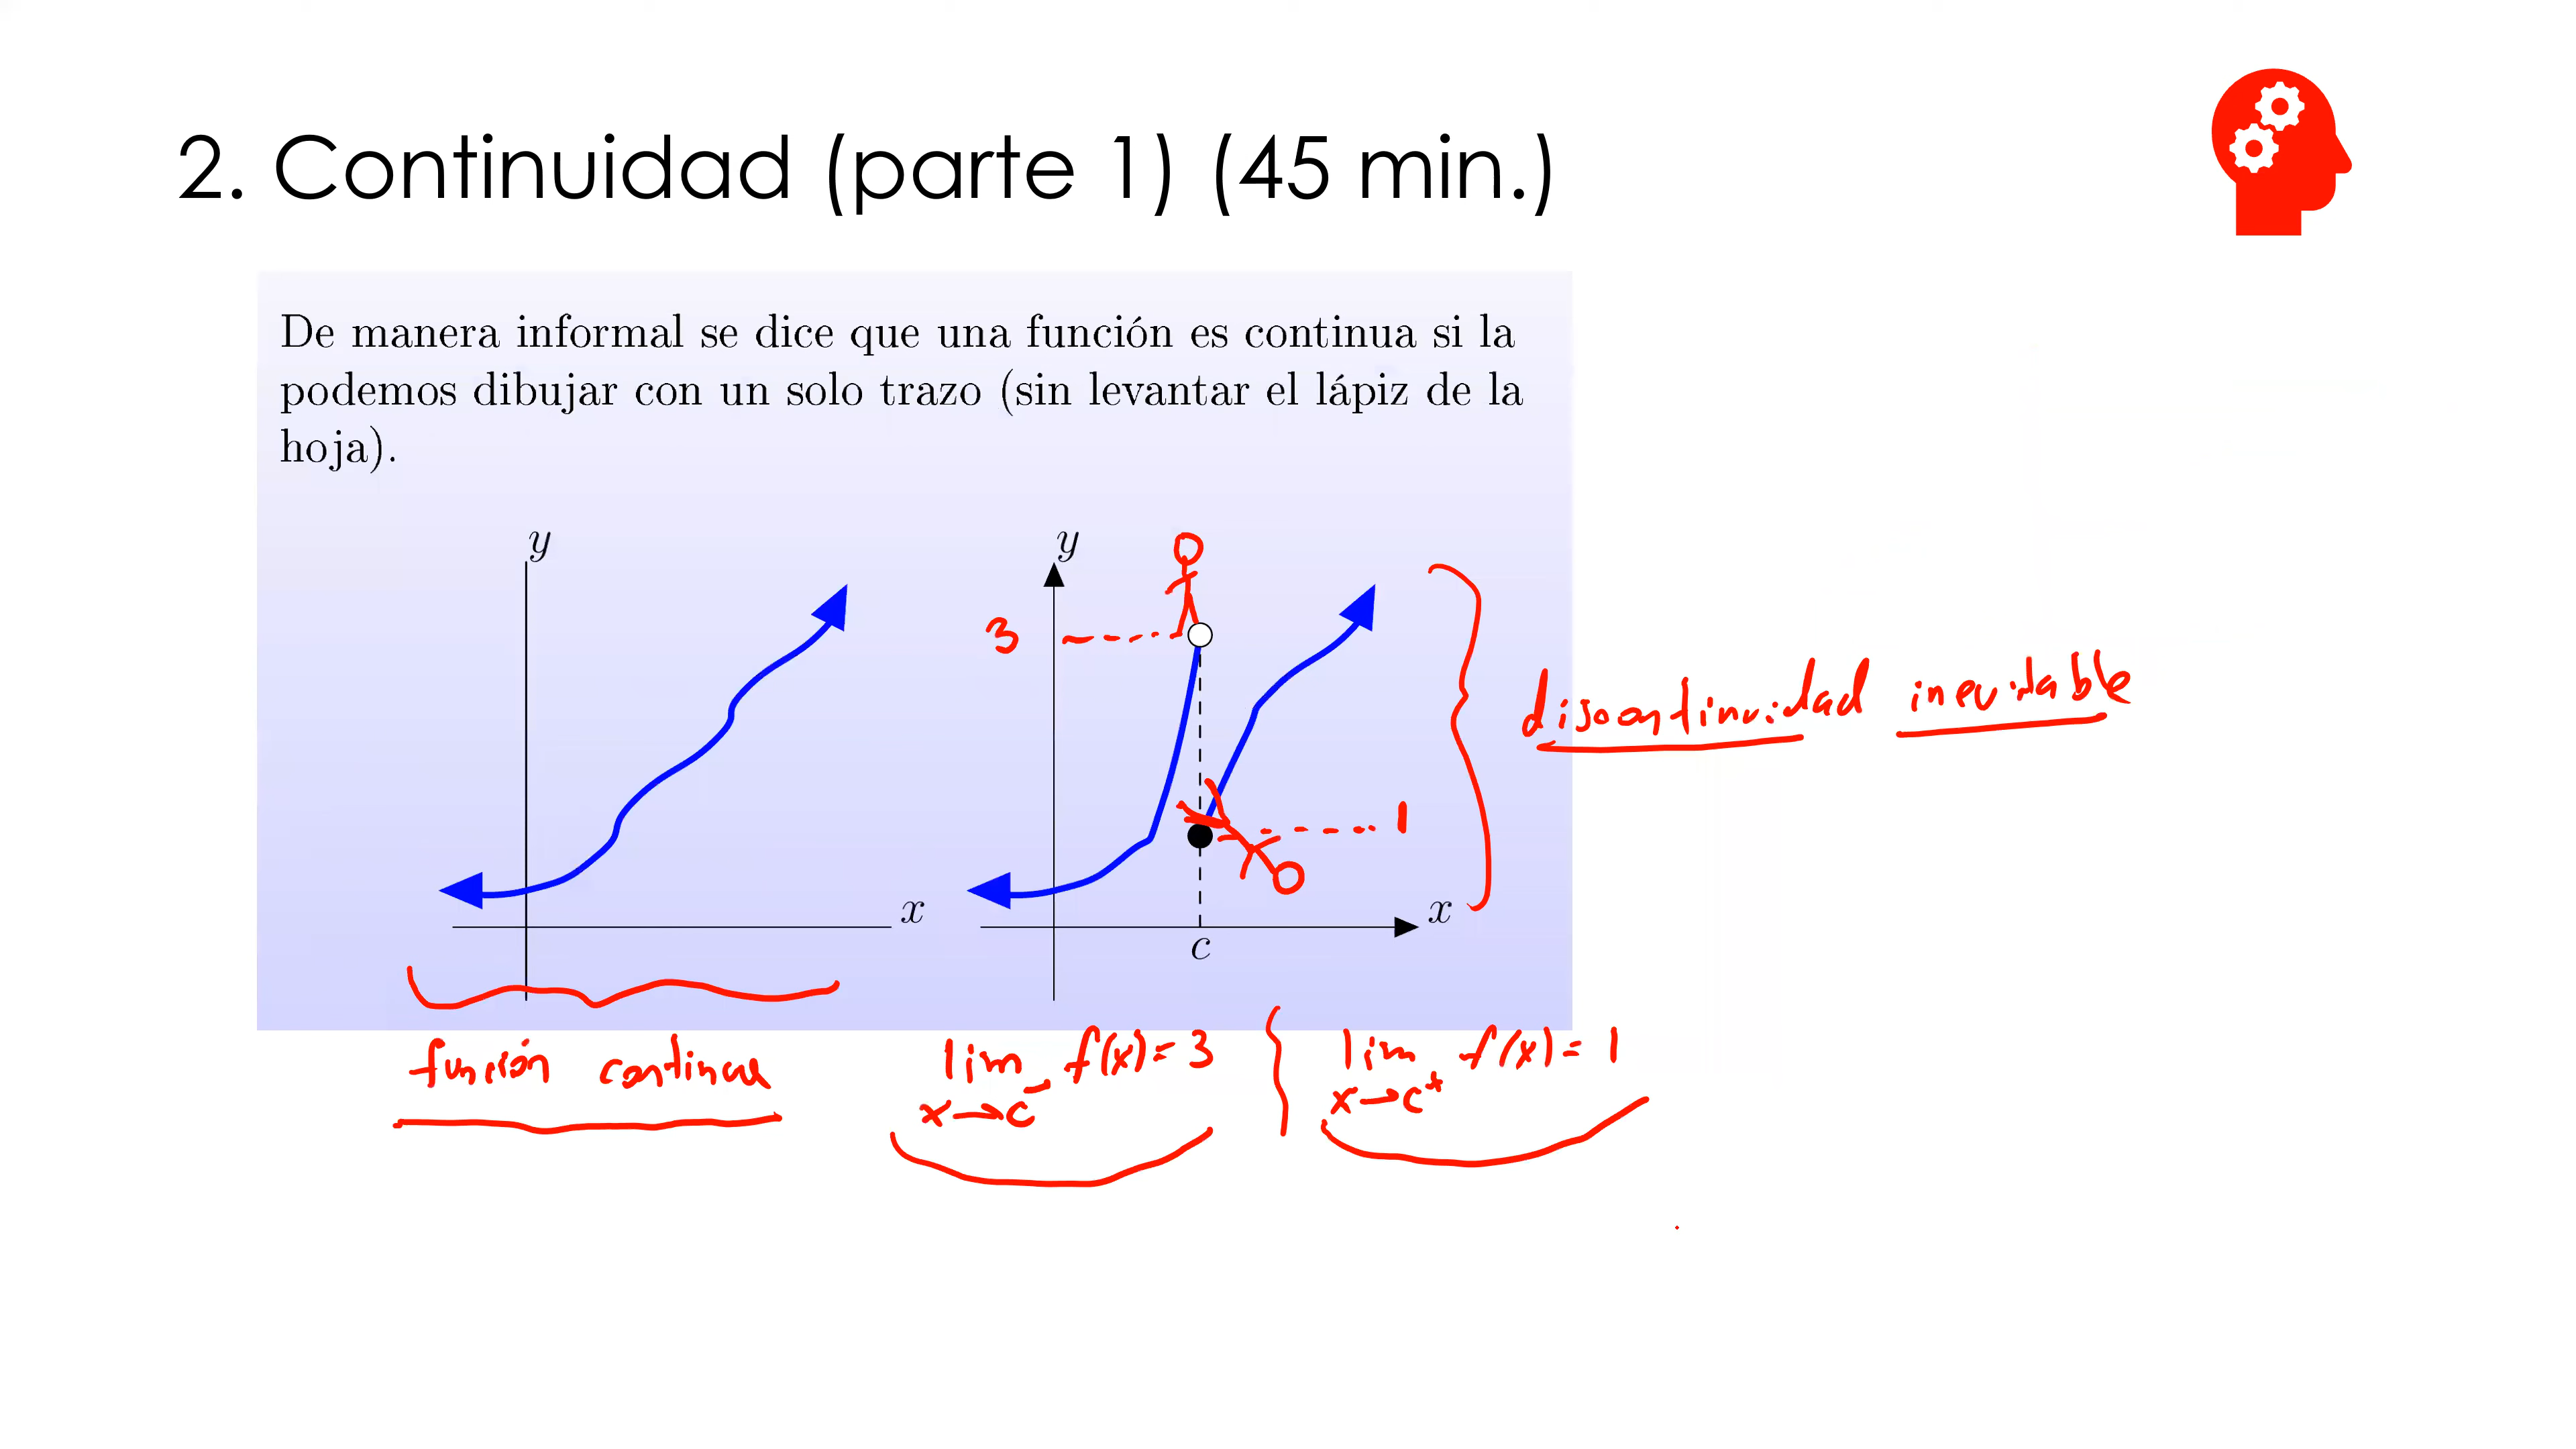 2. Continuidad (parte 1) (45 min.)
De manera informal se dice que una función es continua si la
podemos dibujar con un solo trazo (sin levantar el lápiz de la
hoja).
y
x
y
3
1
x
c
discontinuidad inevitable
función continua
lim f(x) = 3
x→c⁻
lim f(x) = 1
x→c⁺